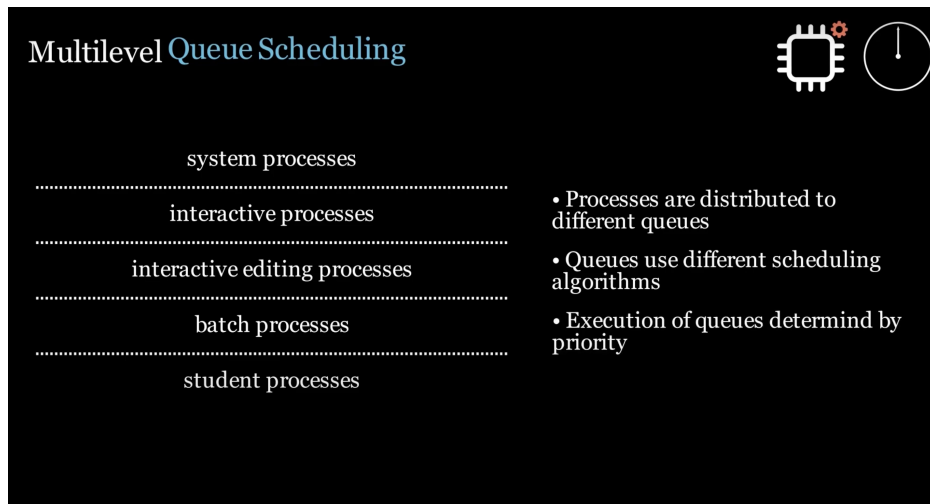 Multilevel Queue Scheduling
system processes
interactive processes
interactive editing processes
batch processes
student processes
• Processes are distributed to
different queues
• Queues use different scheduling
algorithms
• Execution of queues determind by
priority